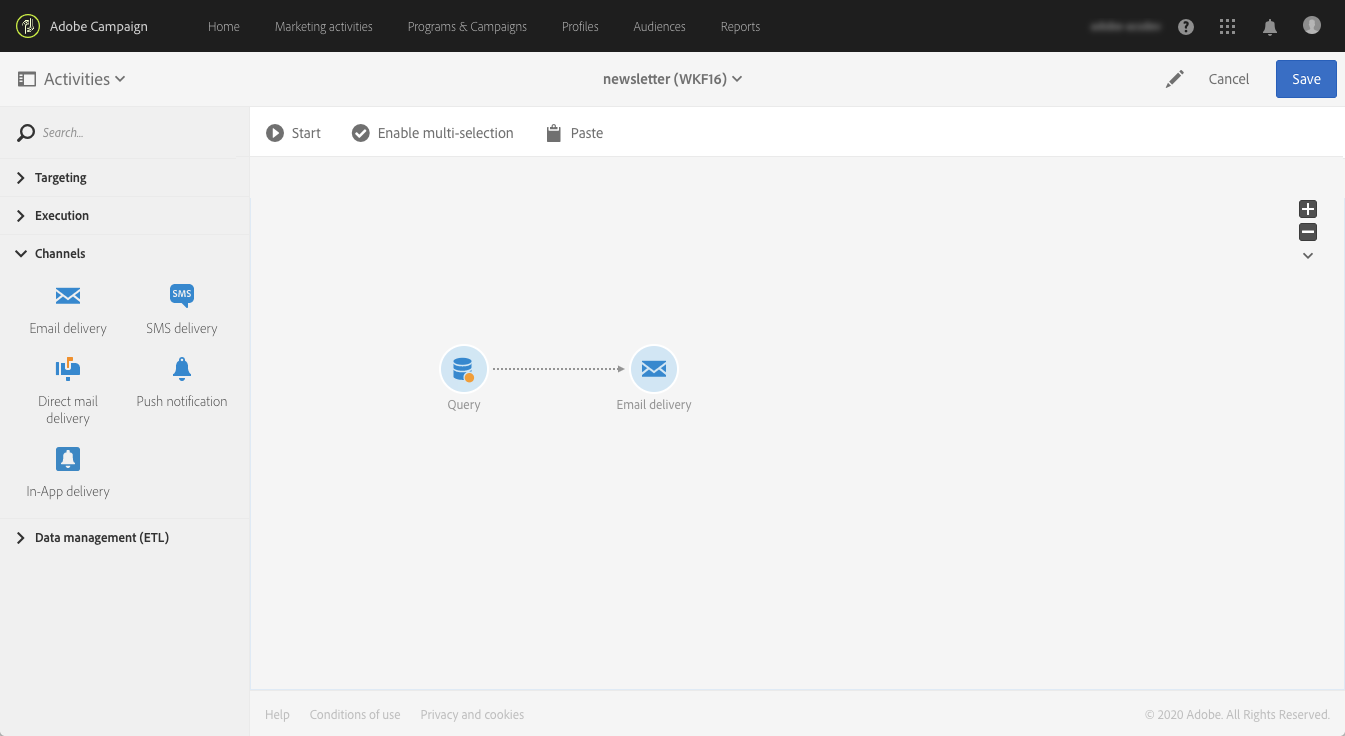 Adobe Campaign
Home
Marketing activities
Programs & Campaigns
Profiles
Audiences
Reports
Activities
newsletter (WKF16)
Cancel
Save
Search...
Start
Enable multi-selection
Paste
Targeting
Execution
Channels
SMS
Email delivery
SMS delivery
Direct mail
delivery
Push notification
In-App delivery
Data management (ETL)
Query
Email delivery
Help
Conditions of use
Privacy and cookies
© 2020 Adobe. All Rights Reserved.